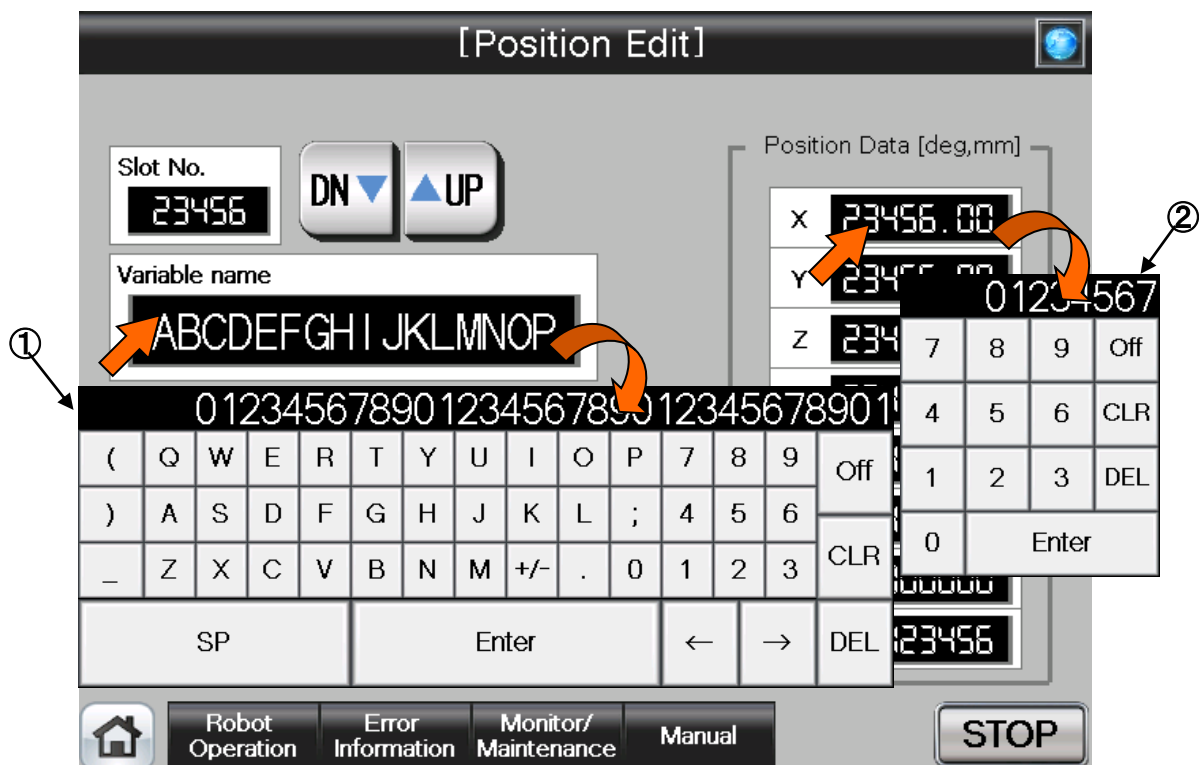 [Position Edit]
Slot No.
23456
DN▼
▲UP
Variable name
ABCDEFGHIJKLMNOP
Position Data [deg,mm]
X 23456.00
Y
Z
①
②
01234567890123456789012345678901
( Q W E R T Y U I O P 7 8 9 Off
) A S D F G H J K L ; 4 5 6
_ Z X C V B N M +/- . 0 1 2 3 CLR
SP Enter ← → DEL
01234567
7 8 9 Off
4 5 6 CLR
1 2 3 DEL
0 Enter
23456
Robot
Operation
Error
Information
Monitor/
Maintenance
Manual
STOP